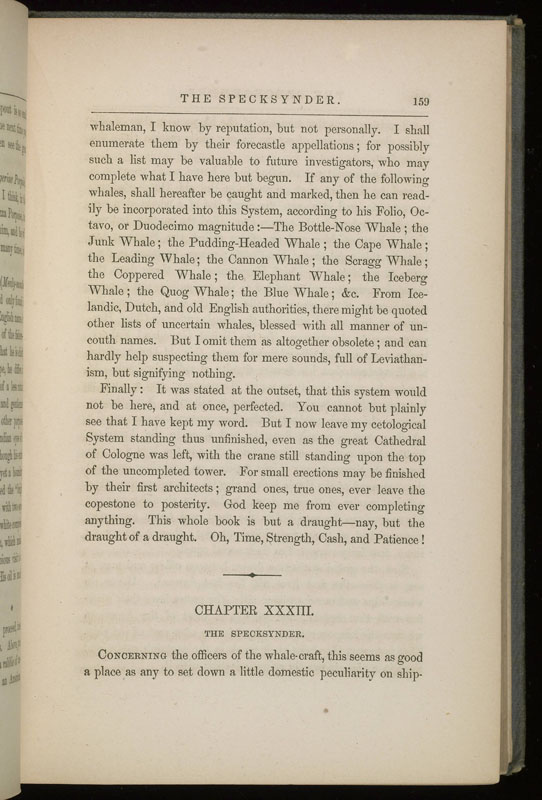 THE SPECKSYNDER. 159
whaleman, I know by reputation, but not personally. I shall
enumerate them by their forecastle appellations; for possibly
such a list may be valuable to future investigators, who may
complete what I have here but begun. If any of the following
whales, shall hereafter be caught and marked, then he can read-
ily be incorporated into this System, according to his Folio, Oc-
tavo, or Duodecimo magnitude:—The Bottle-Nose Whale; the
Junk Whale; the Pudding-Headed Whale; the Cape Whale;
the Leading Whale; the Cannon Whale; the Scragg Whale;
the Coppered Whale; the Elephant Whale; the Iceberg
Whale; the Quog Whale; the Blue Whale; &c. From Ice-
landic, Dutch, and old English authorities, there might be quoted
other lists of uncertain whales, blessed with all manner of un-
couth names. But I omit them as altogether obsolete; and can
hardly help suspecting them for mere sounds, full of Leviathan-
ism, but signifying nothing.
Finally: It was stated at the outset, that this system would
not be here, and at once, perfected. You cannot but plainly
see that I have kept my word. But I now leave my cetological
System standing thus unfinished, even as the great Cathedral
of Cologne was left, with the crane still standing upon the top
of the uncompleted tower. For small erections may be finished
by their first architects; grand ones, true ones, ever leave the
copestone to posterity. God keep me from ever completing
anything. This whole book is but a draught—nay, but the
draught of a draught. Oh, Time, Strength, Cash, and Patience!
CHAPTER XXXIII.
THE SPECKSYNDER.
CONCERNING the officers of the whale-craft, this seems as good
a place as any to set down a little domestic peculiarity on ship-